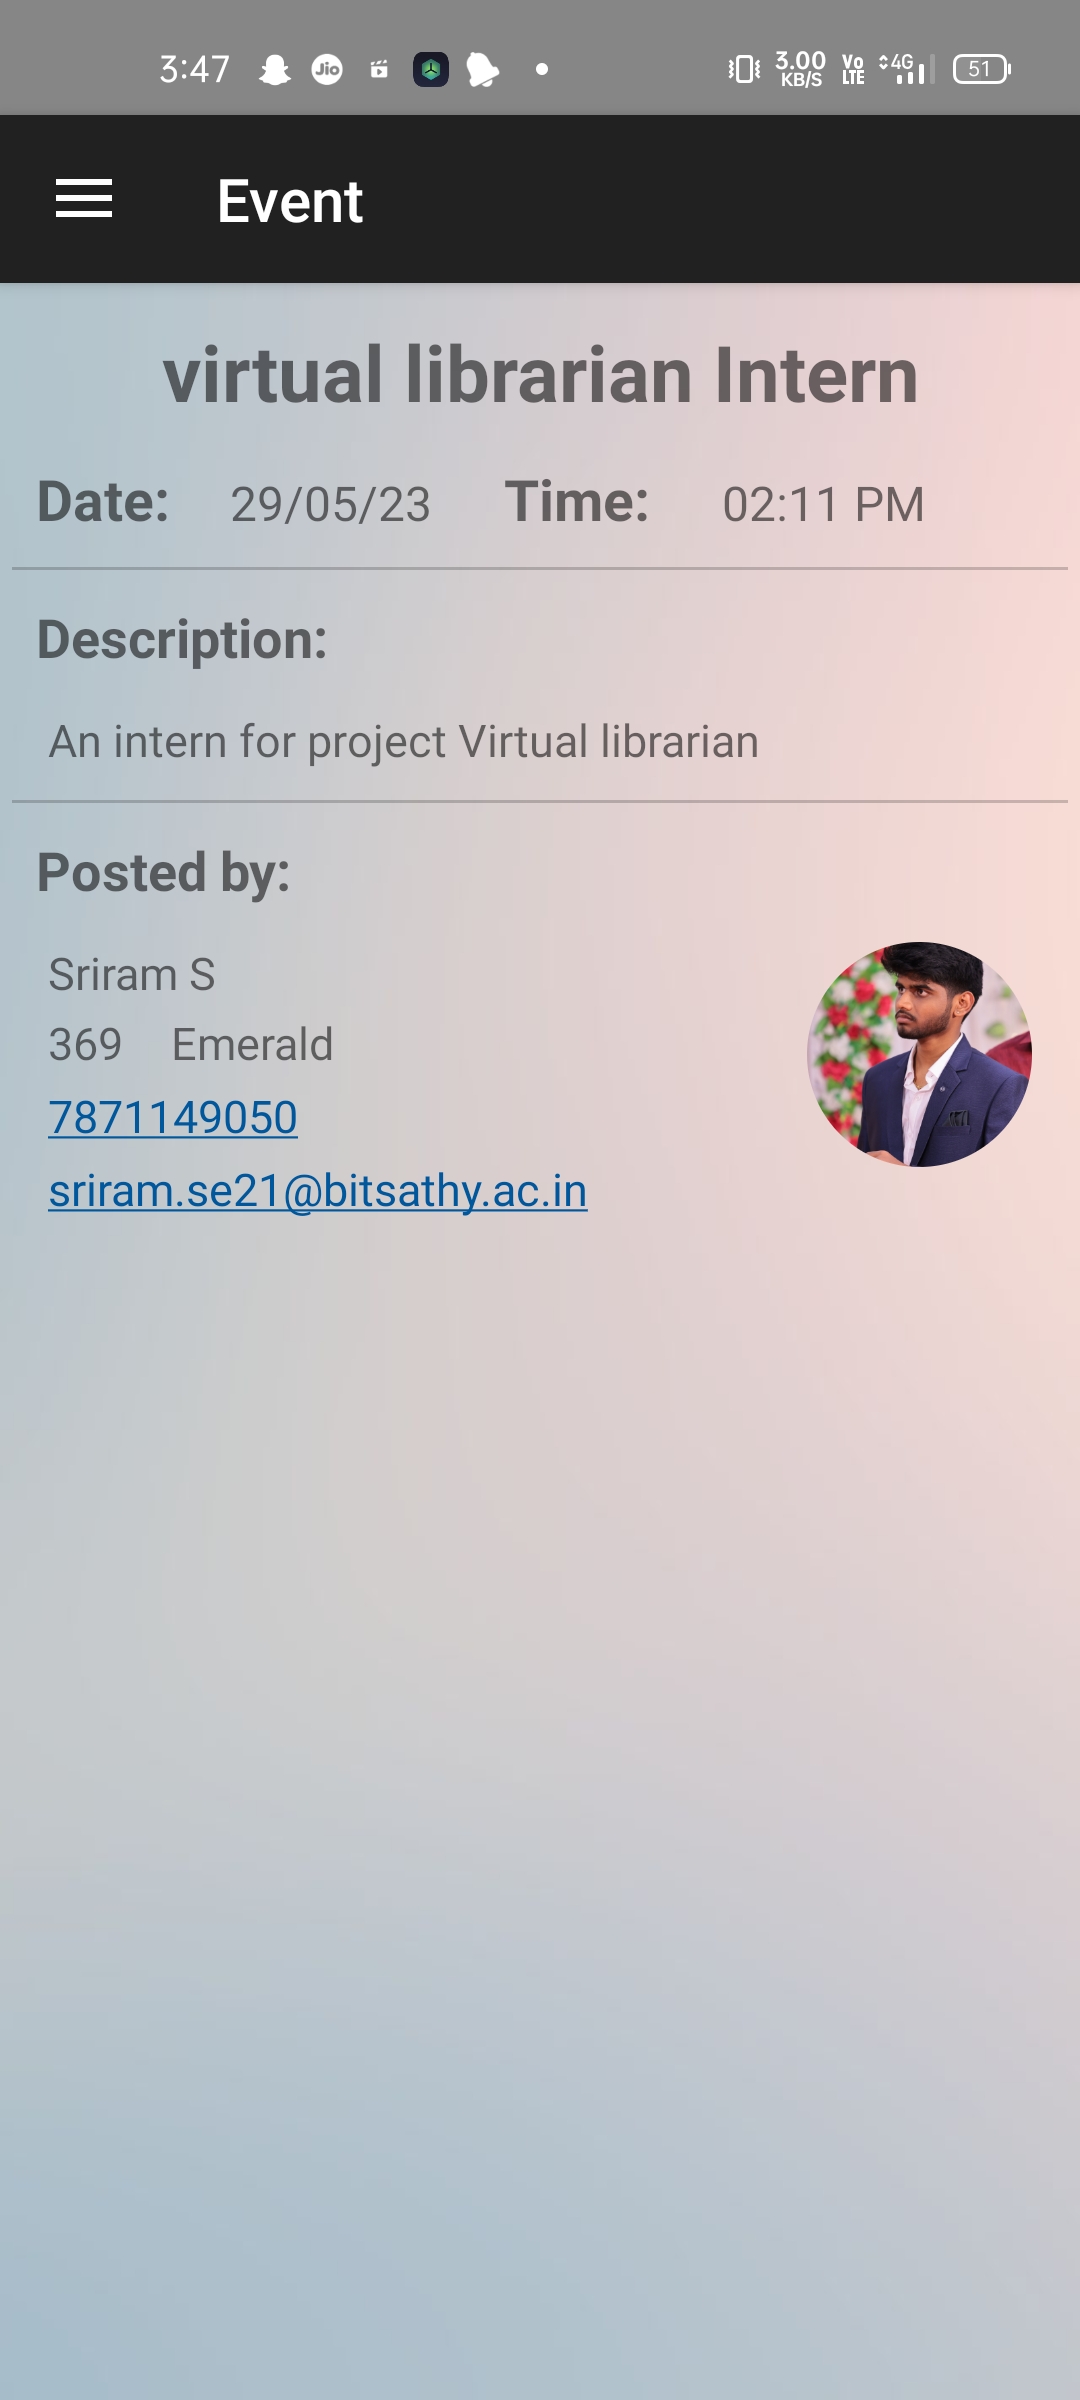 3:47 Jio 3.00 KB/S Vo LTE 4G 51
Event
virtual librarian Intern
Date: 29/05/23 Time: 02:11 PM
Description:
An intern for project Virtual librarian
Posted by:
Sriram S
369 Emerald
7871149050
sriram.se21@bitsathy.ac.in